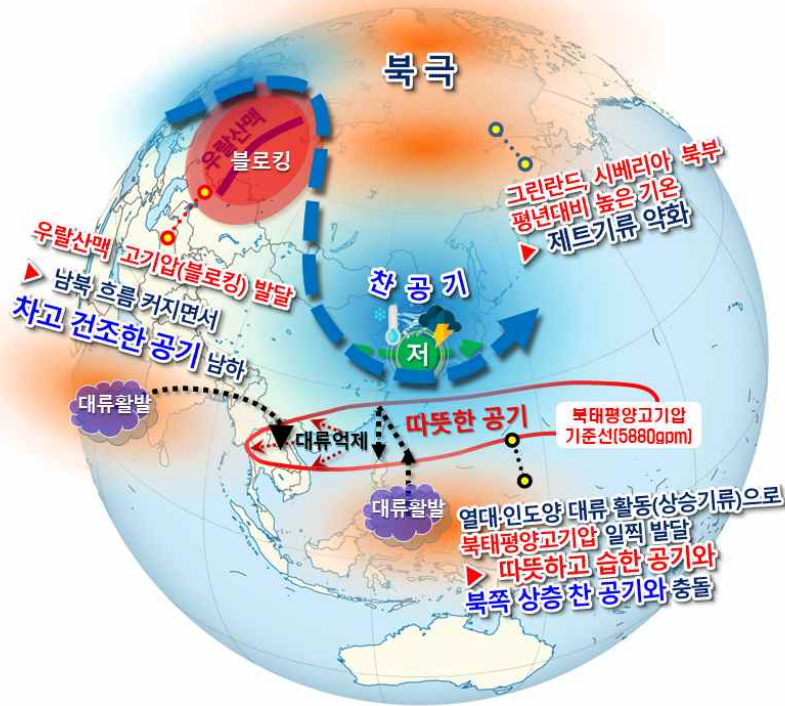 북극
우랄산맥
블로킹
그린란드, 시베리아 북부
평년대비 높은 기온
▶ 제트기류 약화
우랄산맥 고기압(블로킹) 발달
▶ 남북 흐름 커지면서
차고 건조한 공기 남하
찬 공기
저
대류활발
대류억제
따뜻한 공기
북태평양고기압
기준선(5880gpm)
대류활발
열대·인도양 대류 활동(상승기류)으로
북태평양고기압 일찍 발달
▶ 따뜻하고 습한 공기와
북쪽 상층 찬 공기와 충돌